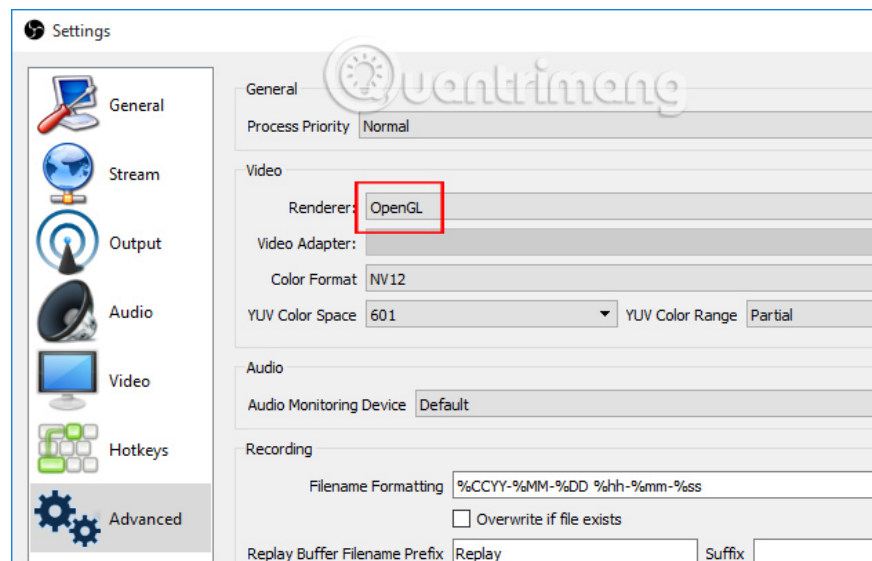 Settings
Quantrimang
General
Stream
Output
Audio
Video
Hotkeys
Advanced
General
Process Priority Normal
Video
Renderer: OpenGL
Video Adapter:
Color Format NV12
YUV Color Space 601 YUV Color Range Partial
Audio
Audio Monitoring Device Default
Recording
Filename Formatting %CCYY-%MM-%DD %hh-%mm-%ss
Overwrite if file exists
Replay Buffer Filename Prefix Replay Suffix